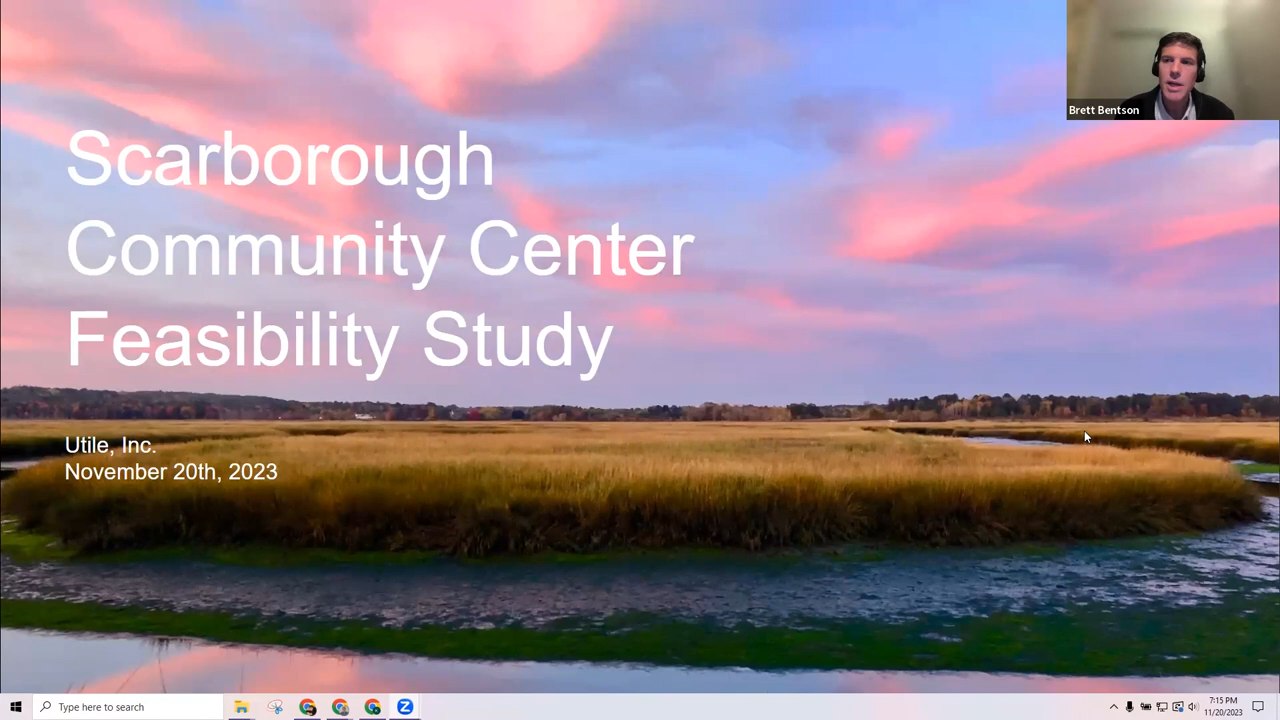 Brett Bentson
Scarborough
Community Center
Feasibility Study
Utile, Inc.
November 20th, 2023
Type here to search
7:15 PM
11/20/2023